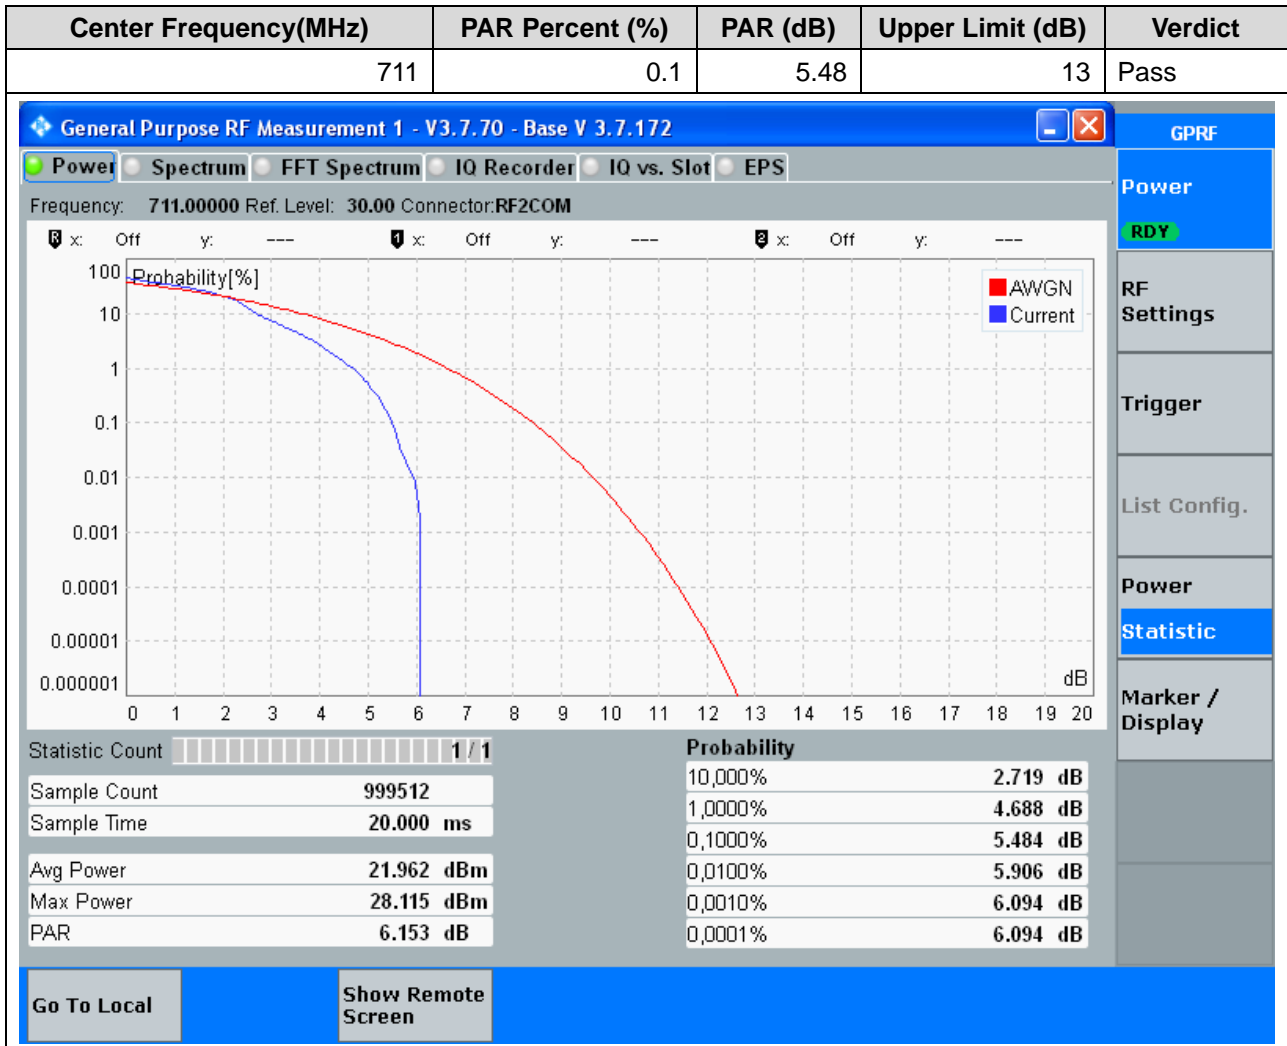 Center Frequency(MHz) PAR Percent (%) PAR (dB) Upper Limit (dB) Verdict
711 0.1 5.48 13 Pass
General Purpose RF Measurement 1 - V3.7.70 - Base V 3.7.172
GPRF
Power Spectrum FFT Spectrum IQ Recorder IQ vs. Slot EPS
Power
RDY
Frequency: 711.00000 Ref. Level: 30.00 Connector:RF2COM
R x: Off y: --- 1 x: Off y: --- 2 x: Off y: ---
RF
Settings
Trigger
List Config.
Power
Statistic
Marker /
Display
Probability[%]
AWGN
Current
100
10
1
0.1
0.01
0.001
0.0001
0.00001
0.000001
dB
0 1 2 3 4 5 6 7 8 9 10 11 12 13 14 15 16 17 18 19 20
Statistic Count 1 / 1
Sample Count 999512
Sample Time 20.000 ms
Avg Power 21.962 dBm
Max Power 28.115 dBm
PAR 6.153 dB
Probability
10,000% 2.719 dB
1,0000% 4.688 dB
0,1000% 5.484 dB
0,0100% 5.906 dB
0,0010% 6.094 dB
0,0001% 6.094 dB
Go To Local
Show Remote
Screen